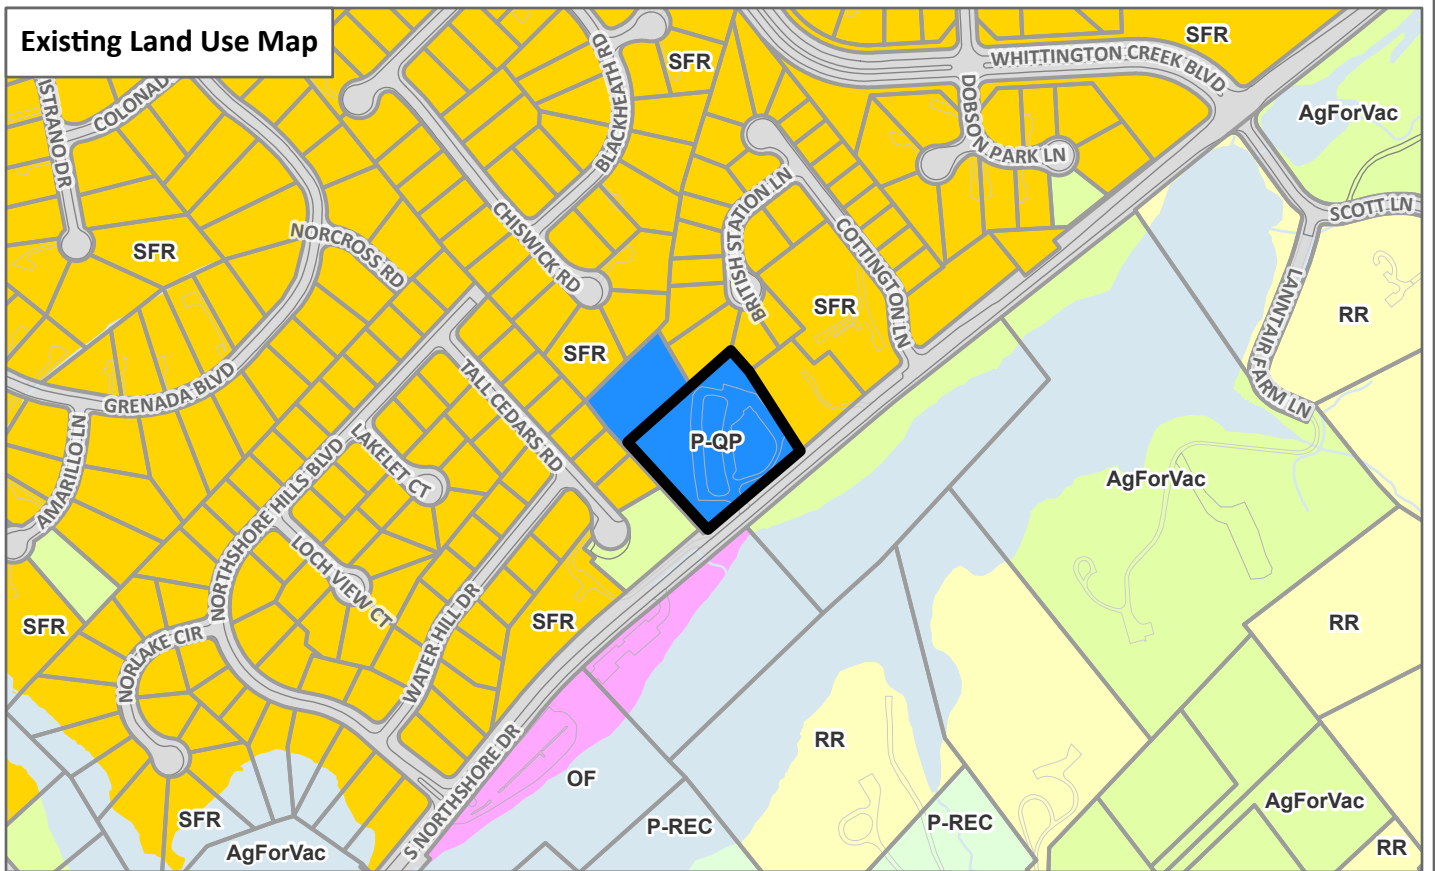 Existing Land Use Map
SFR
WHITTINGTON CREEK BLVD
BLACKHEATH RD
SFR
ISTRANO DR
COLONAD
DOBSON PARK LN
AgForVac
CHISWICK RD
BRITISH STATION LN
COTTINGTON LN
SCOTT LN
NORCROSS RD
SFR
LANNTAIR FARM LN
SFR
RR
SFR
GRENADA BLVD
TALL CEDARS RD
AMARILLO LN
LAKELET CT
P-QP
NORTHSHORE HILLS BLVD
AgForVac
LOCH VIEW CT
WATER HILL DR
SFR
SFR
RR
NORLAKE CIR
RR
S NORTHSHORE DR
OF
SFR
P-REC
P-REC
AgForVac
AgForVac
RR